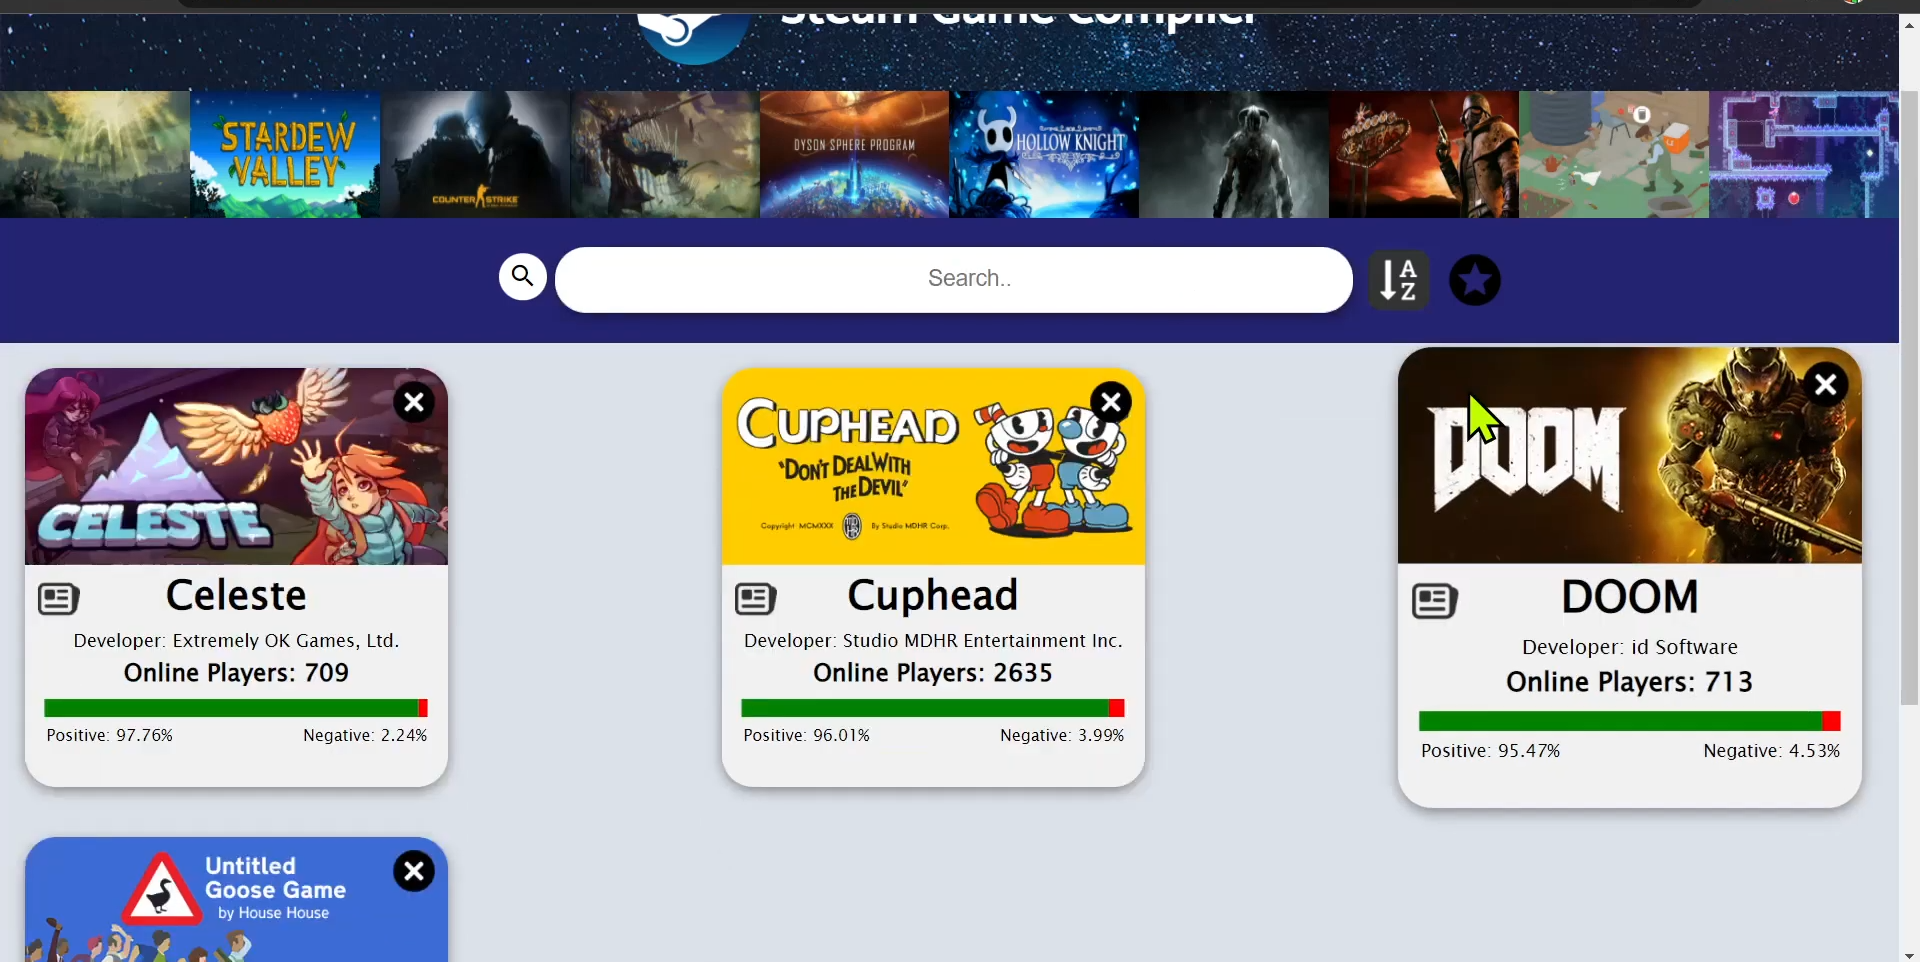 Steam Game Compiler
STARDEW
VALLEY
COUNTER STRIKE
DYSON SPHERE PROGRAM
HOLLOW KNIGHT
Search..
A
Z
CELESTE
CUPHEAD
"DON'T DEAL WITH
THE DEVIL"
Copyright MCMXXX By Studio MDHR Corp.
DOOM
Celeste
Developer: Extremely OK Games, Ltd.
Online Players: 709
Positive: 97.76% Negative: 2.24%
Cuphead
Developer: Studio MDHR Entertainment Inc.
Online Players: 2635
Positive: 96.01% Negative: 3.99%
DOOM
Developer: id Software
Online Players: 713
Positive: 95.47% Negative: 4.53%
Untitled
Goose Game
by House House